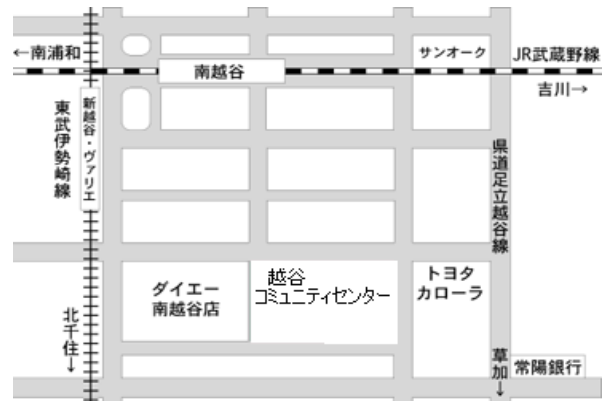 ←南浦和
サンオーク
JR武蔵野線
南越谷
吉川→
東武伊勢崎線
新越谷・ヴァリエ
県道足立越谷線
ダイエー
南越谷店
越谷
コミュニティセンター
トヨタ
カローラ
北千住↓
草加↓
常陽銀行